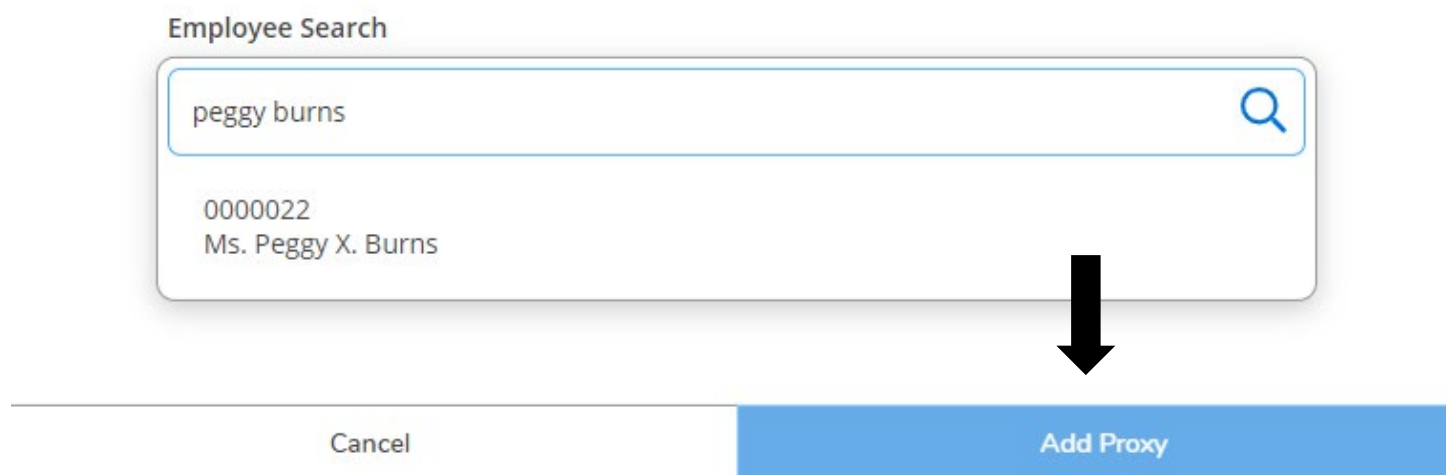 Employee Search
peggy burns
0000022
Ms. Peggy X. Burns
Cancel
Add Proxy